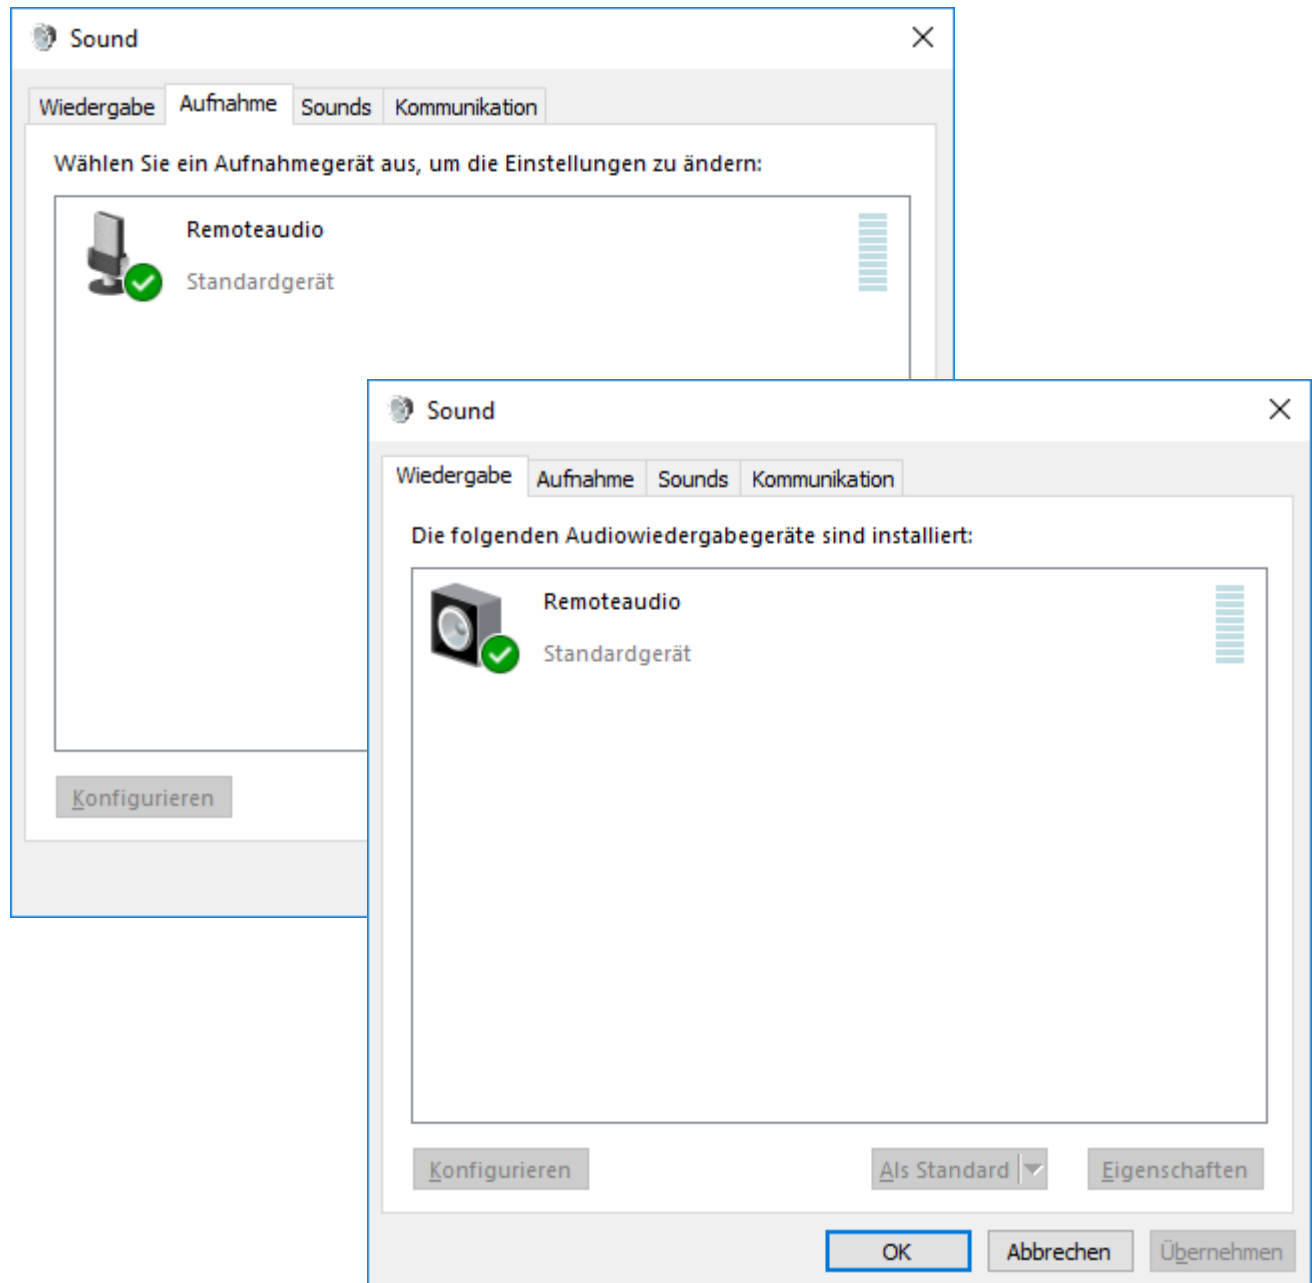 Sound
Wiedergabe Aufnahme Sounds Kommunikation
Wählen Sie ein Aufnahmegerät aus, um die Einstellungen zu ändern:
Remoteaudio
Standardgerät
Konfigurieren
Sound
Wiedergabe Aufnahme Sounds Kommunikation
Die folgenden Audiowiedergabegeräte sind installiert:
Remoteaudio
Standardgerät
Konfigurieren Als Standard Eigenschaften
OK Abbrechen Übernehmen